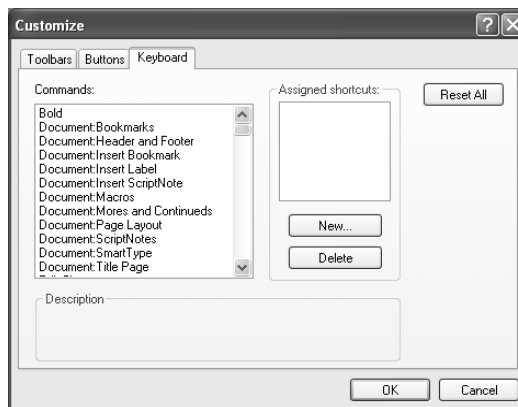 Customize
Toolbars Buttons Keyboard
Commands:
Bold
Document:Bookmarks
Document:Header and Footer
Document:Insert Bookmark
Document:Insert Label
Document:Insert ScriptNote
Document:Macros
Document:Mores and Continueds
Document:Page Layout
Document:ScriptNotes
Document:SmartType
Document:Title Page
Assigned shortcuts:
New...
Delete
Reset All
Description
OK Cancel